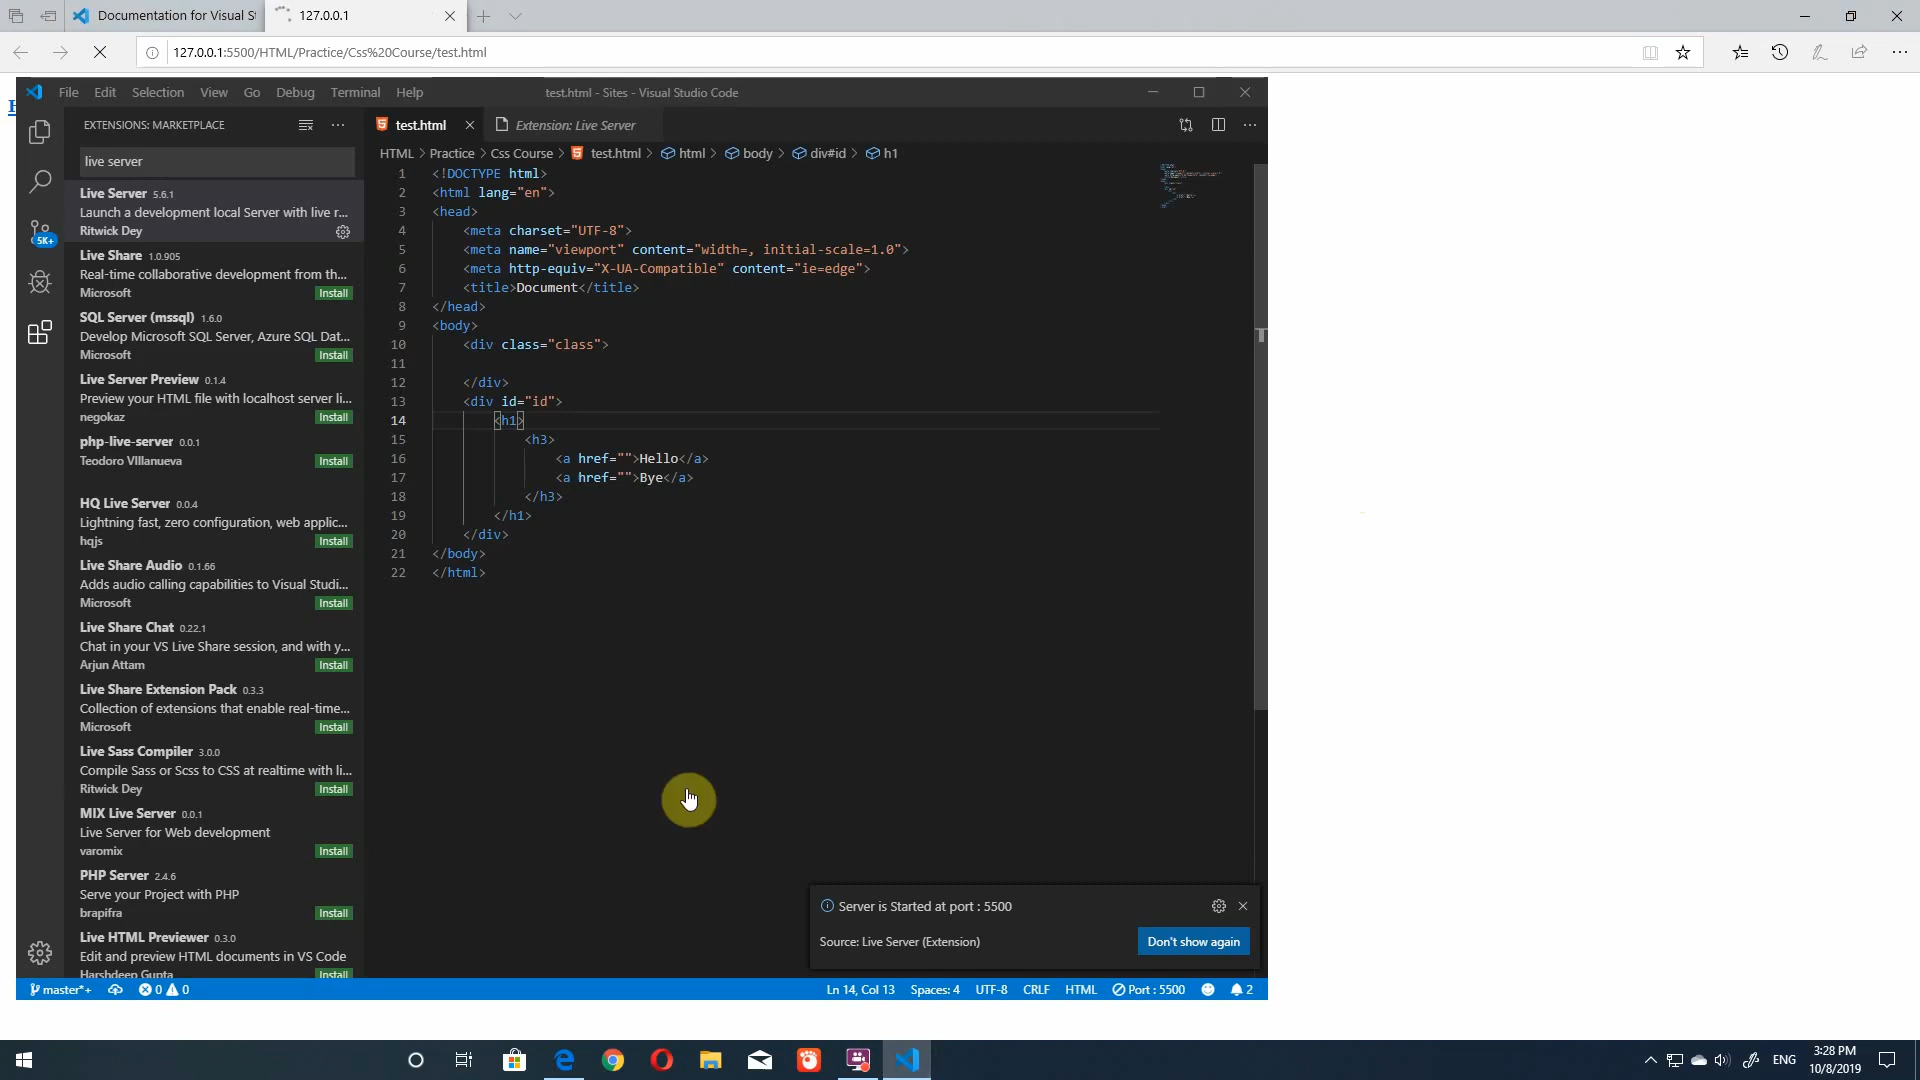 Documentation for Visual S
127.0.0.1
127.0.0.1:5500/HTML/Practice/Css%20Course/test.html
File Edit Selection View Go Debug Terminal Help
test.html - Sites - Visual Studio Code
EXTENSIONS: MARKETPLACE
live server
5K+
Live Server 5.6.1
Launch a development local Server with live r...
Ritwick Dey
Live Share 1.0.905
Real-time collaborative development from th...
Microsoft Install
SQL Server (mssql) 1.6.0
Develop Microsoft SQL Server, Azure SQL Dat...
Microsoft Install
Live Server Preview 0.1.4
Preview your HTML file with localhost server li...
negokaz Install
php-live-server 0.0.1
Teodoro VIllanueva Install
HQ Live Server 0.0.4
Lightning fast, zero configuration, web applic...
hqjs Install
Live Share Audio 0.1.66
Adds audio calling capabilities to Visual Studi...
Microsoft Install
Live Share Chat 0.22.1
Chat in your VS Live Share session, and with y...
Arjun Attam Install
Live Share Extension Pack 0.3.3
Collection of extensions that enable real-time...
Microsoft Install
Live Sass Compiler 3.0.0
Compile Sass or Scss to CSS at realtime with li...
Ritwick Dey Install
MIX Live Server 0.0.1
Live Server for Web development
varomix Install
PHP Server 2.4.6
Serve your Project with PHP
brapifra Install
Live HTML Previewer 0.3.0
Edit and preview HTML documents in VS Code
Harshdeep Gupta Install
test.html
Extension: Live Server
HTML > Practice > Css Course > test.html > html > body > div#id > h1
1 <!DOCTYPE html>
2 <html lang="en">
3 <head>
4 <meta charset="UTF-8">
5 <meta name="viewport" content="width=, initial-scale=1.0">
6 <meta http-equiv="X-UA-Compatible" content="ie=edge">
7 <title>Document</title>
8 </head>
9 <body>
10 <div class="class">
11
12 </div>
13 <div id="id">
14 <h1>
15 <h3>
16 <a href="">Hello</a>
17 <a href="">Bye</a>
18 </h3>
19 </h1>
20 </div>
21 </body>
22 </html>
Server is Started at port : 5500
Source: Live Server (Extension) Don't show again
master*+ 0 0 Ln 14, Col 13 Spaces: 4 UTF-8 CRLF HTML Port : 5500 2
ENG
3:28 PM
10/8/2019